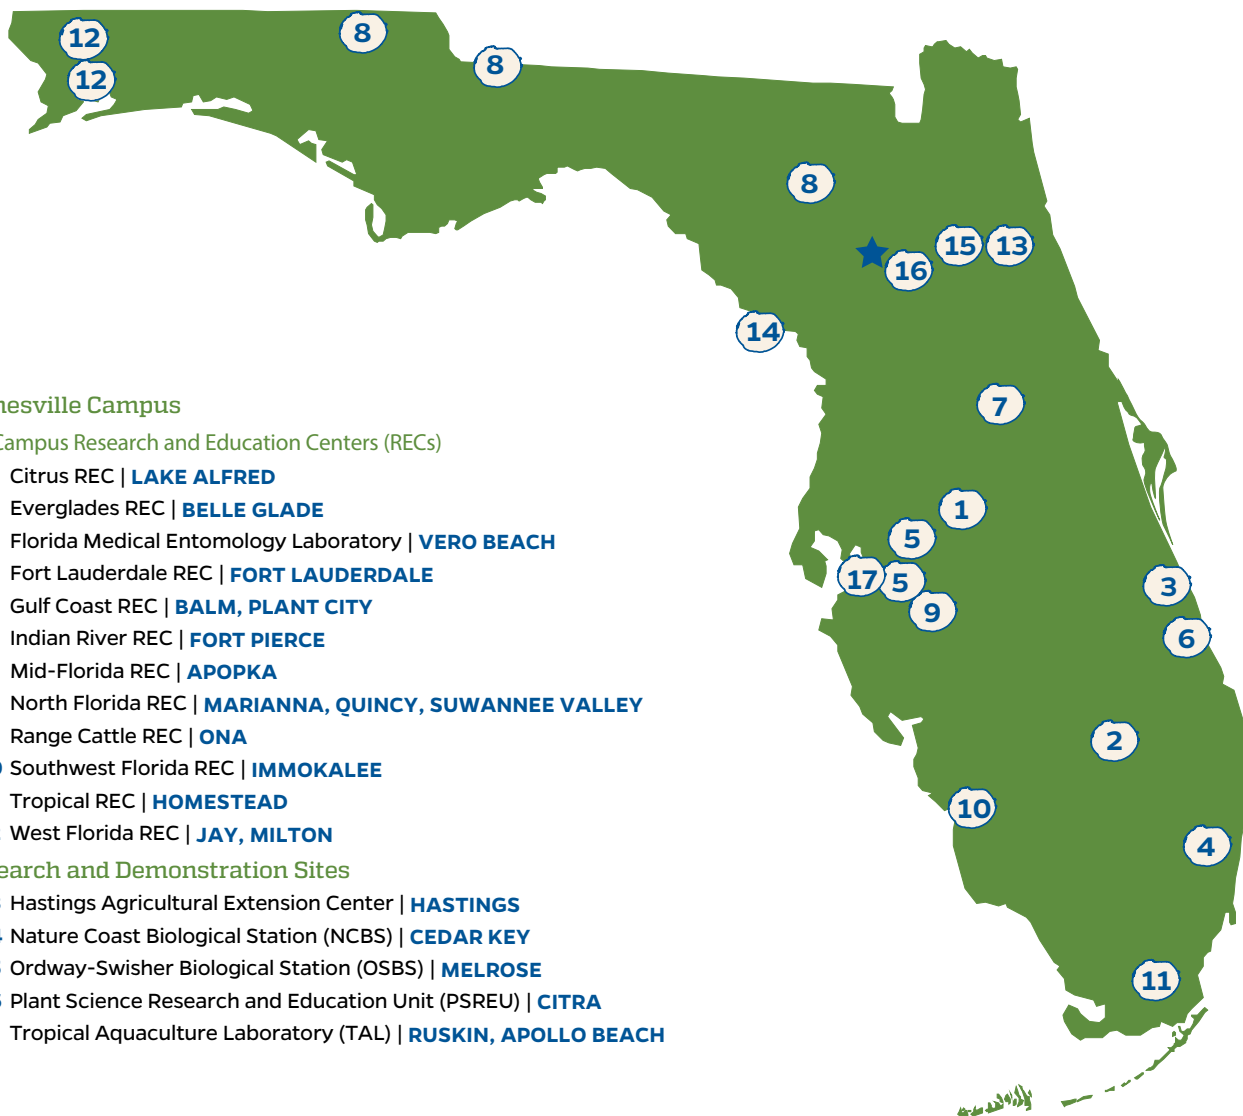 12
8
12
8
8
15
13
16
14
7
1
5
17
5
3
9
6
2
10
4
11
nesville Campus
Campus Research and Education Centers (RECs)
Citrus REC | LAKE ALFRED
Everglades REC | BELLE GLADE
Florida Medical Entomology Laboratory | VERO BEACH
Fort Lauderdale REC | FORT LAUDERDALE
Gulf Coast REC | BALM, PLANT CITY
Indian River REC | FORT PIERCE
Mid-Florida REC | APOPKA
North Florida REC | MARIANNA, QUINCY, SUWANNEE VALLEY
Range Cattle REC | ONA
Southwest Florida REC | IMMOKALEE
Tropical REC | HOMESTEAD
West Florida REC | JAY, MILTON
earch and Demonstration Sites
Hastings Agricultural Extension Center | HASTINGS
Nature Coast Biological Station (NCBS) | CEDAR KEY
Ordway-Swisher Biological Station (OSBS) | MELROSE
Plant Science Research and Education Unit (PSREU) | CITRA
Tropical Aquaculture Laboratory (TAL) | RUSKIN, APOLLO BEACH